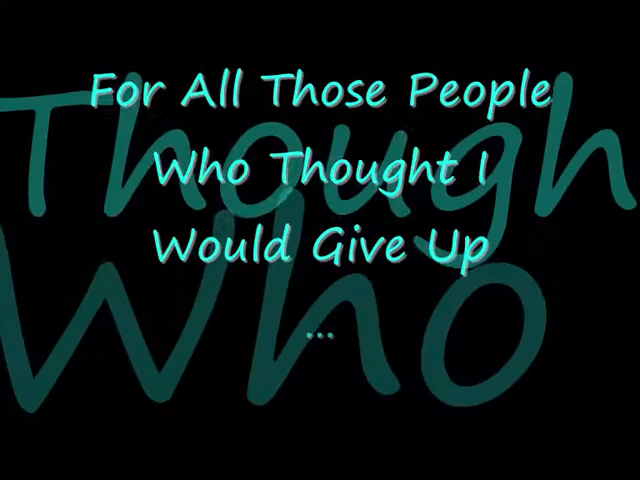 For All Those People
Who Thought I
Would Give Up
...
Though
Who